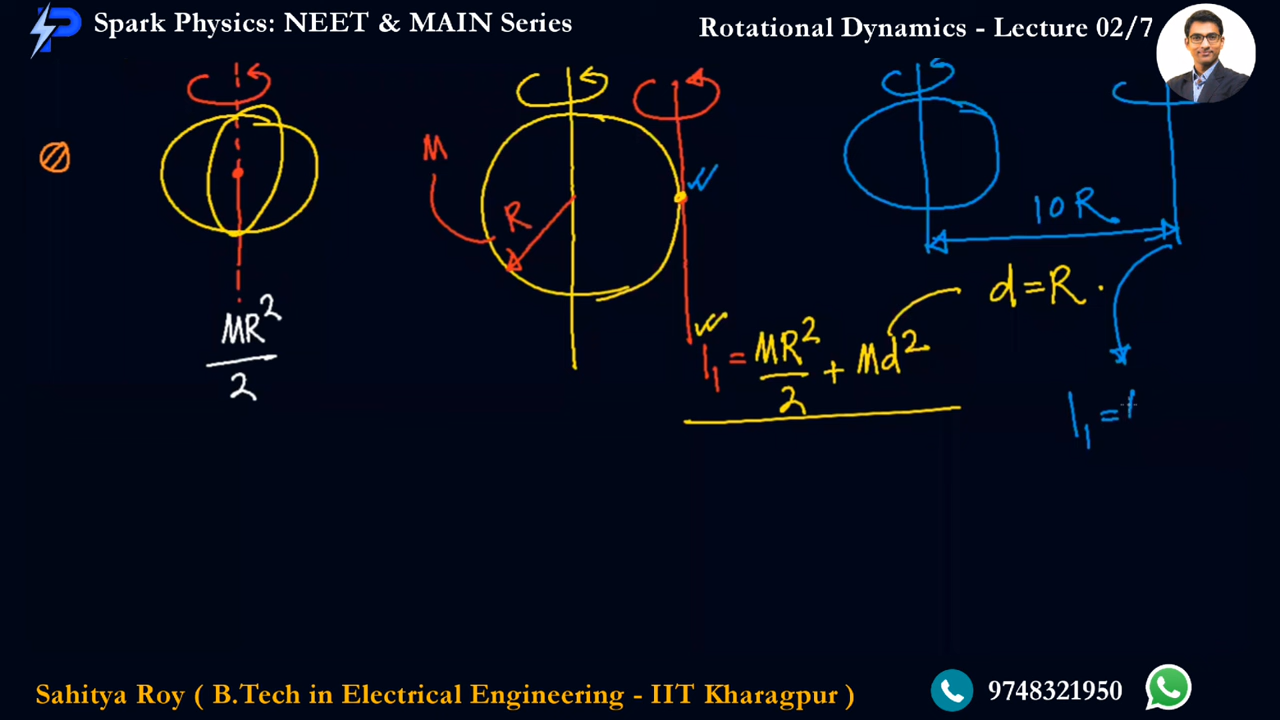 Spark Physics: NEET & MAIN Series
Rotational Dynamics - Lecture 02/7
M
R
10 R
d = R .
MR²
2
I₁ = MR²/2 + Md²
I₁ =
Sahitya Roy ( B.Tech in Electrical Engineering - IIT Kharagpur )
9748321950